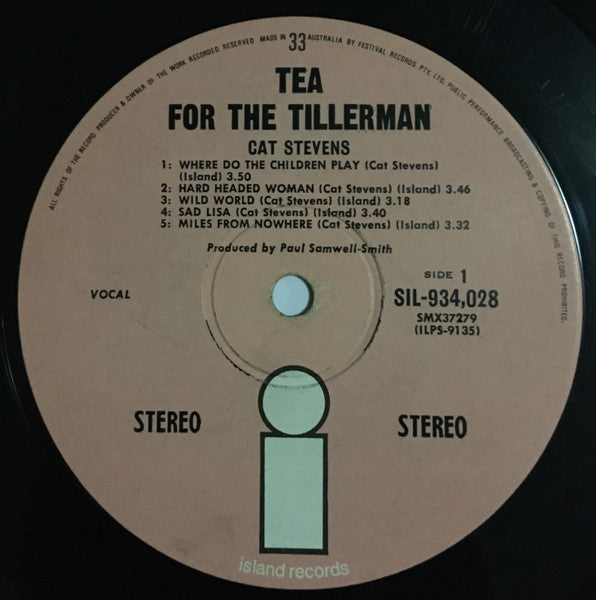 ALL RIGHTS OF THE RECORD PRODUCER & OWNER OF THE WORK RECORDED RESERVED MADE IN 33 AUSTRALIA BY FESTIVAL RECORDS PTY. LTD. PUBLIC PERFORMANCE BROADCASTING & COPYING OF THIS RECORD PROHIBITED.
TEA
FOR THE TILLERMAN
CAT STEVENS
1: WHERE DO THE CHILDREN PLAY (Cat Stevens)
(Island) 3.50
2: HARD HEADED WOMAN (Cat Stevens) (Island) 3.46
3: WILD WORLD (Cat Stevens) (Island) 3.18
4: SAD LISA (Cat Stevens) (Island) 3.40
5: MILES FROM NOWHERE (Cat Stevens) (Island) 3.32
Produced by Paul Samwell-Smith
VOCAL
SIDE 1
SIL-934,028
SMX37279
(ILPS-9135)
STEREO
STEREO
island records